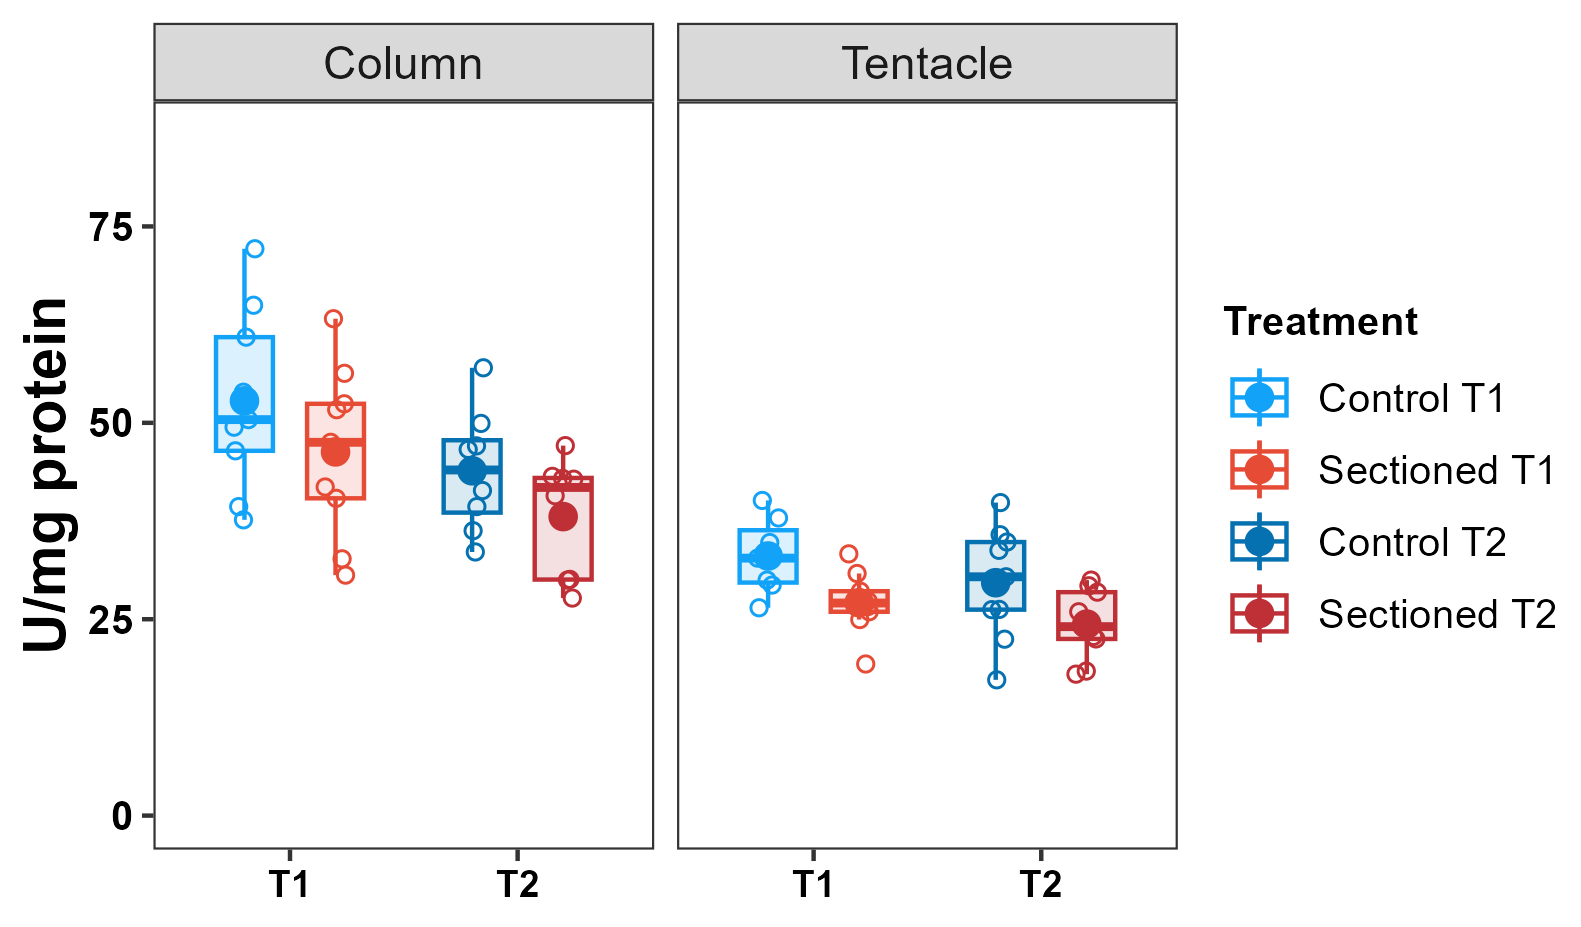 Column
Tentacle
U/mg protein
75
50
25
0
T1
T2
T1
T2
Treatment
Control T1
Sectioned T1
Control T2
Sectioned T2